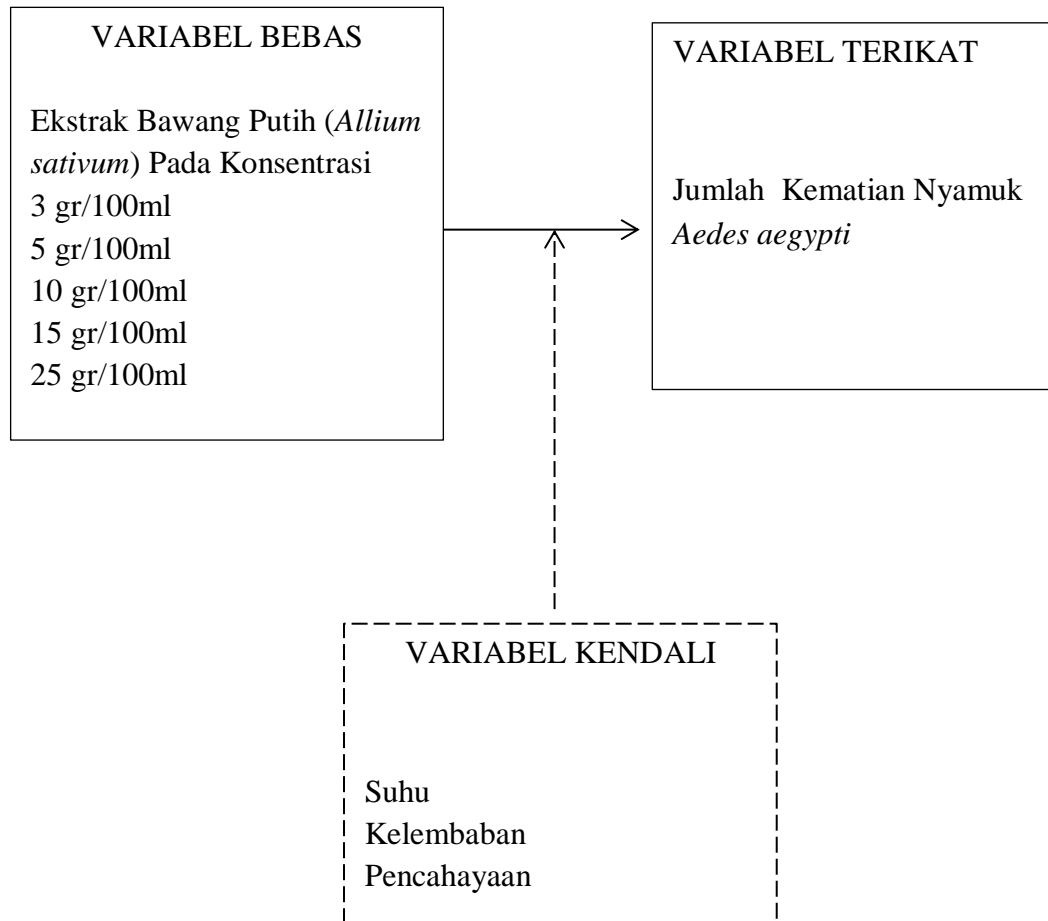 VARIABEL BEBAS
Ekstrak Bawang Putih (Allium
sativum) Pada Konsentrasi
3 gr/100ml
5 gr/100ml
10 gr/100ml
15 gr/100ml
25 gr/100ml
VARIABEL TERIKAT
Jumlah Kematian Nyamuk
Aedes aegypti
VARIABEL KENDALI
Suhu
Kelembaban
Pencahayaan